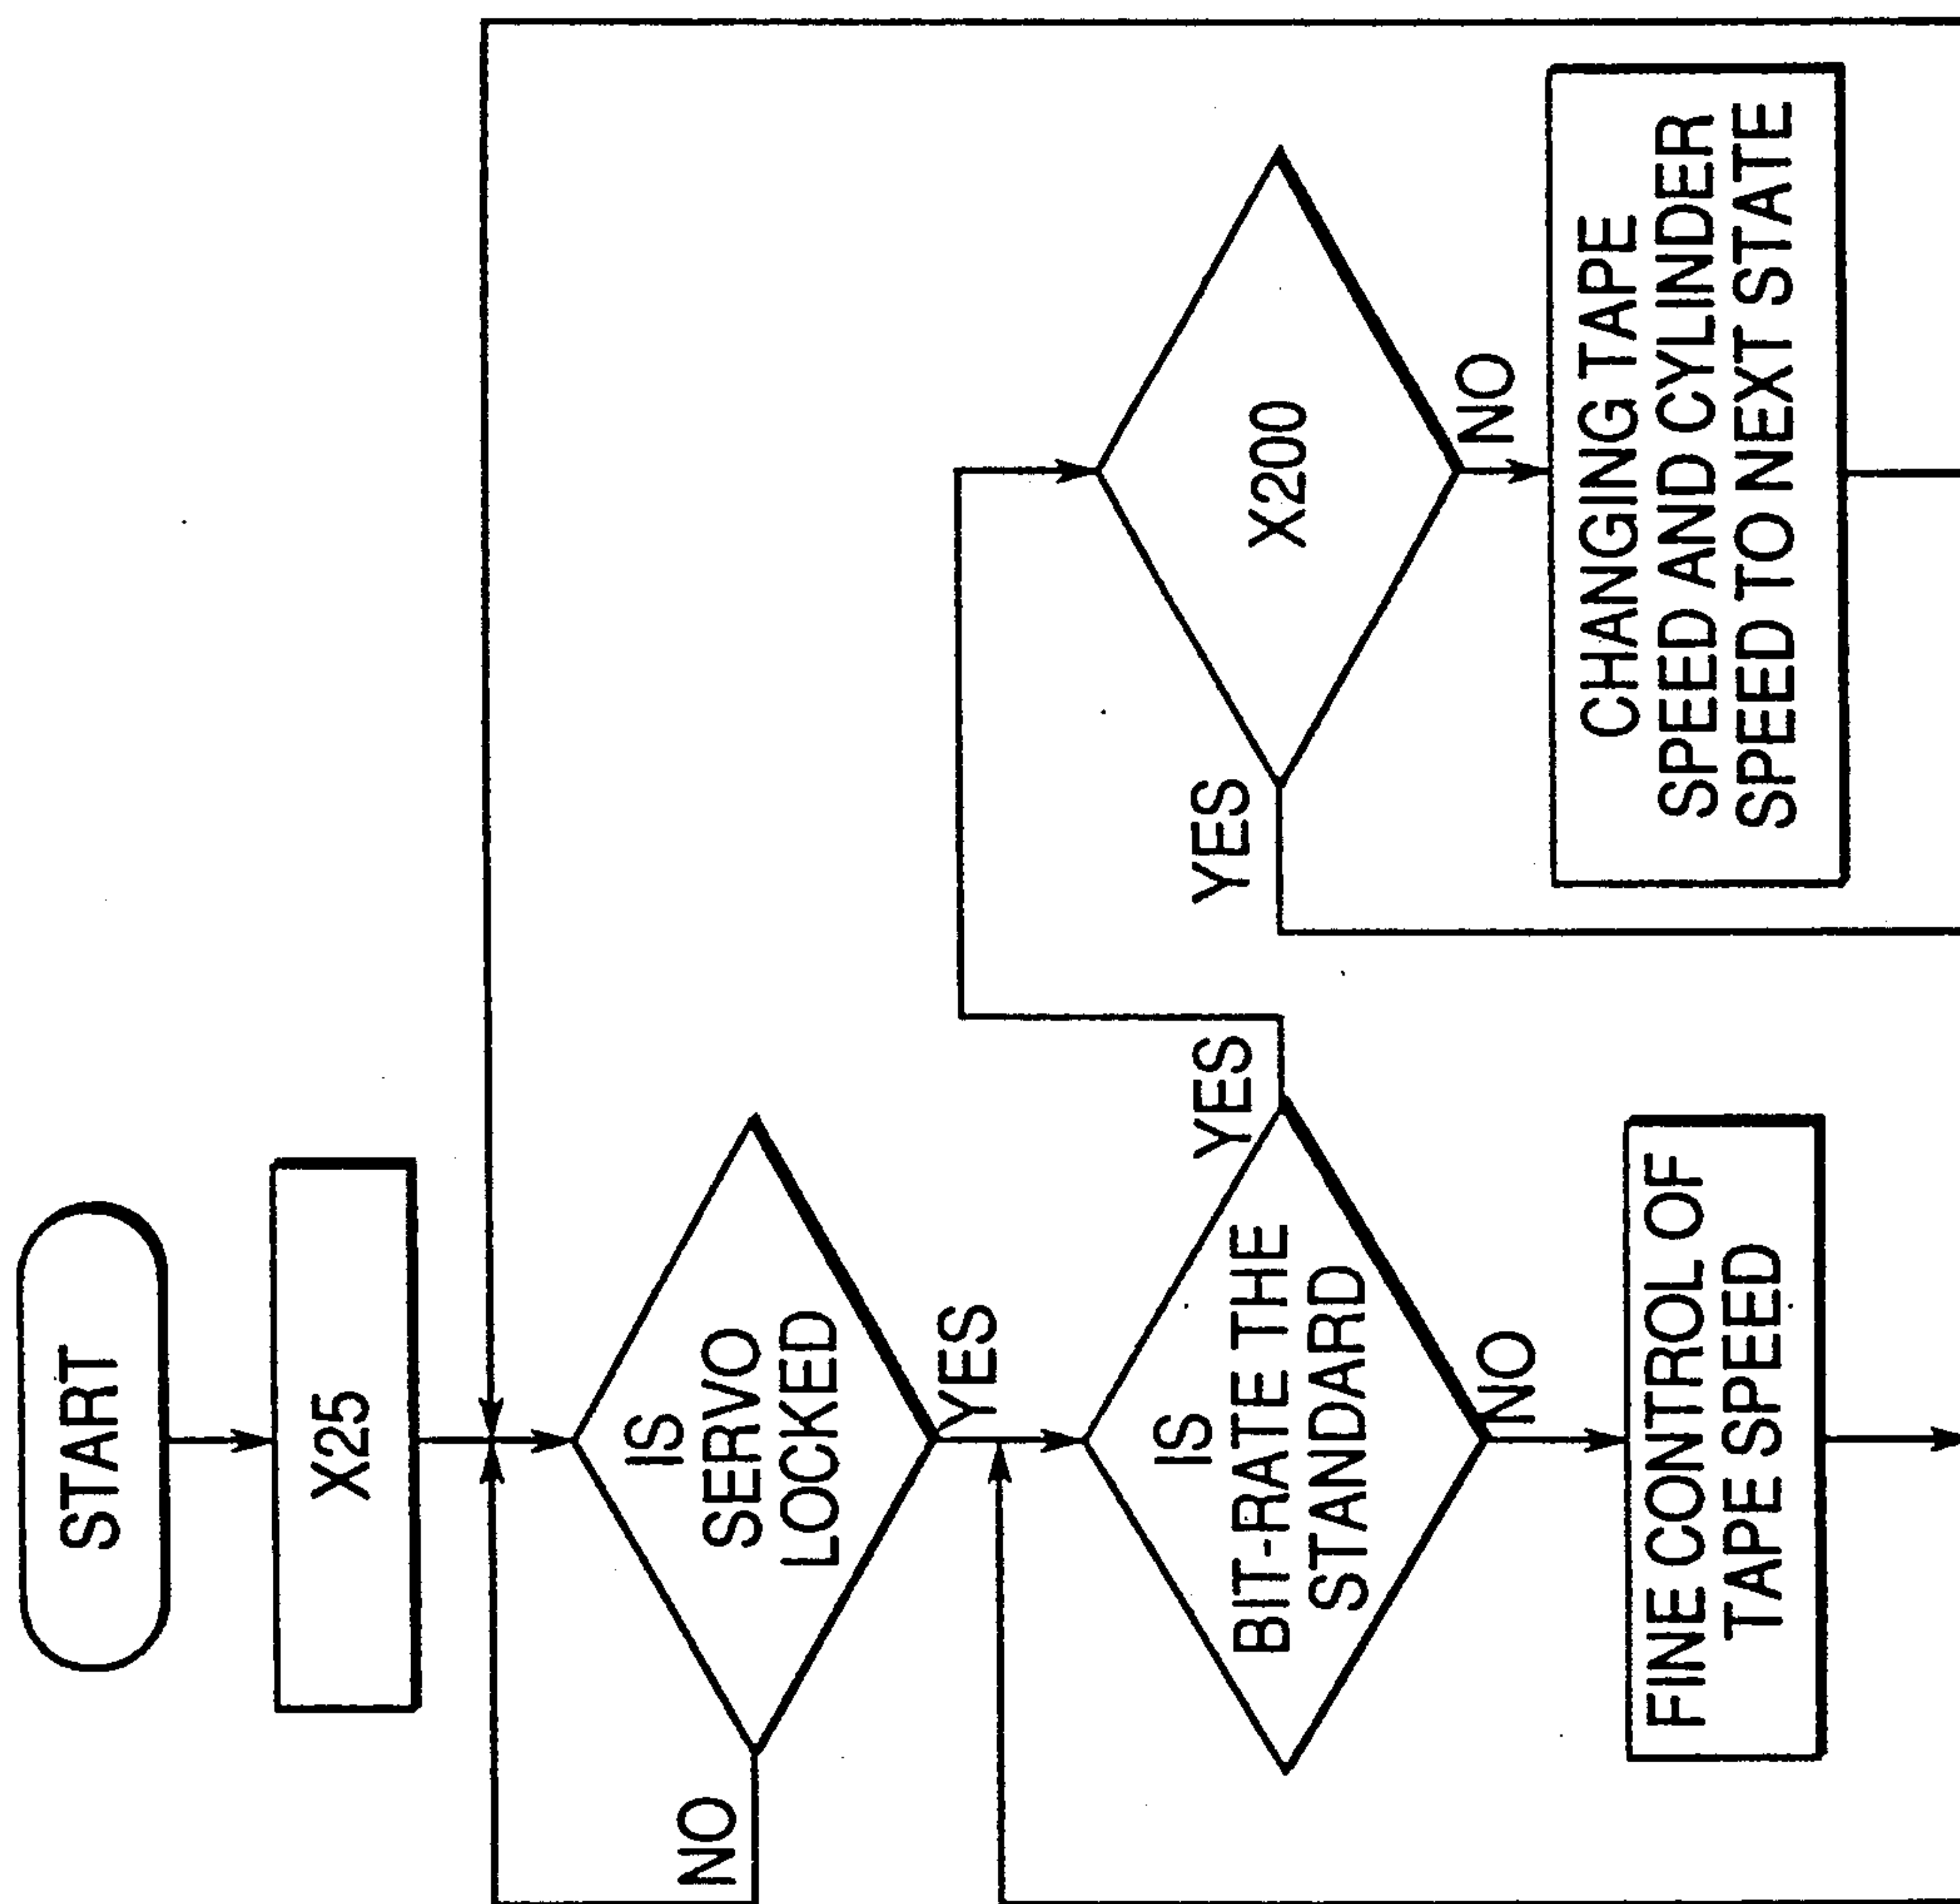 START
X25
IS
SERVO
LOCKED
NO
YES
IS
BIT-RATE THE
STANDARD
YES
NO
FINE CONTROL OF
TAPE SPEED
X200
YES
NO
CHANGING TAPE
SPEED AND CYLINDER
SPEED TO NEXT STATE